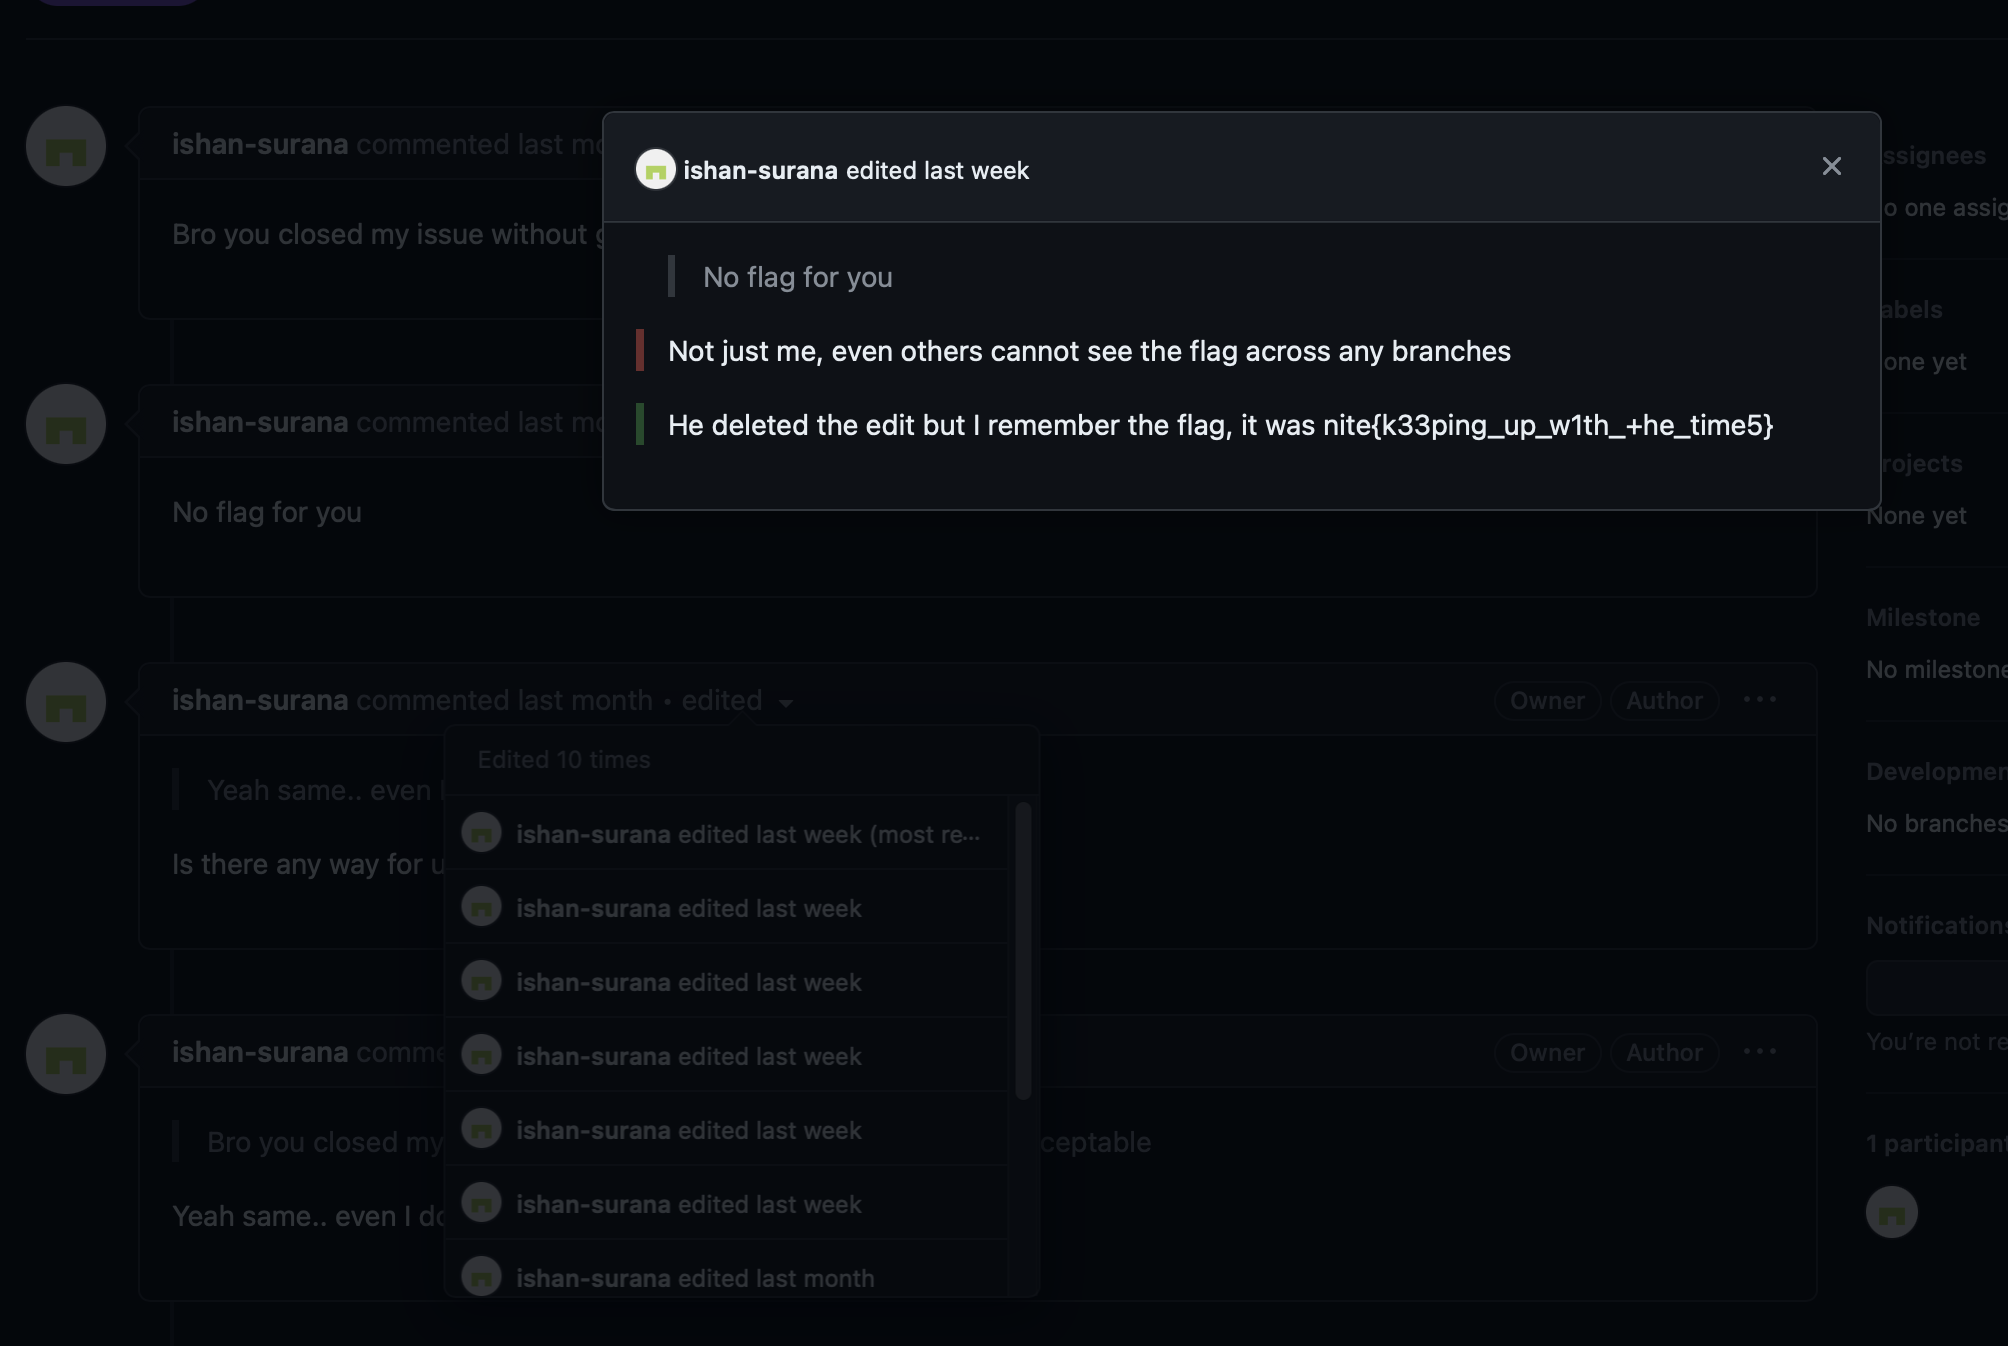 ishan-surana commented last mo
Bro you closed my issue without
ishan-surana edited last week
No flag for you
Not just me, even others cannot see the flag across any branches
He deleted the edit but I remember the flag, it was nite{k33ping_up_w1th_+he_time5}
ssignees
o one assig
abels
one yet
rojects
None yet
ishan-surana commented last mo
No flag for you
Milestone
No milestone
ishan-surana commented last month • edited
Owner Author ...
Yeah same.. even
Is there any way for u
Edited 10 times
ishan-surana edited last week (most re...
ishan-surana edited last week
ishan-surana edited last week
ishan-surana edited last week
ishan-surana edited last week
ishan-surana edited last week
ishan-surana edited last month
Developmen
No branches
Notifications
You're not re
ishan-surana comme
Owner Author ...
Bro you closed my
ceptable
Yeah same.. even I do
1 participant